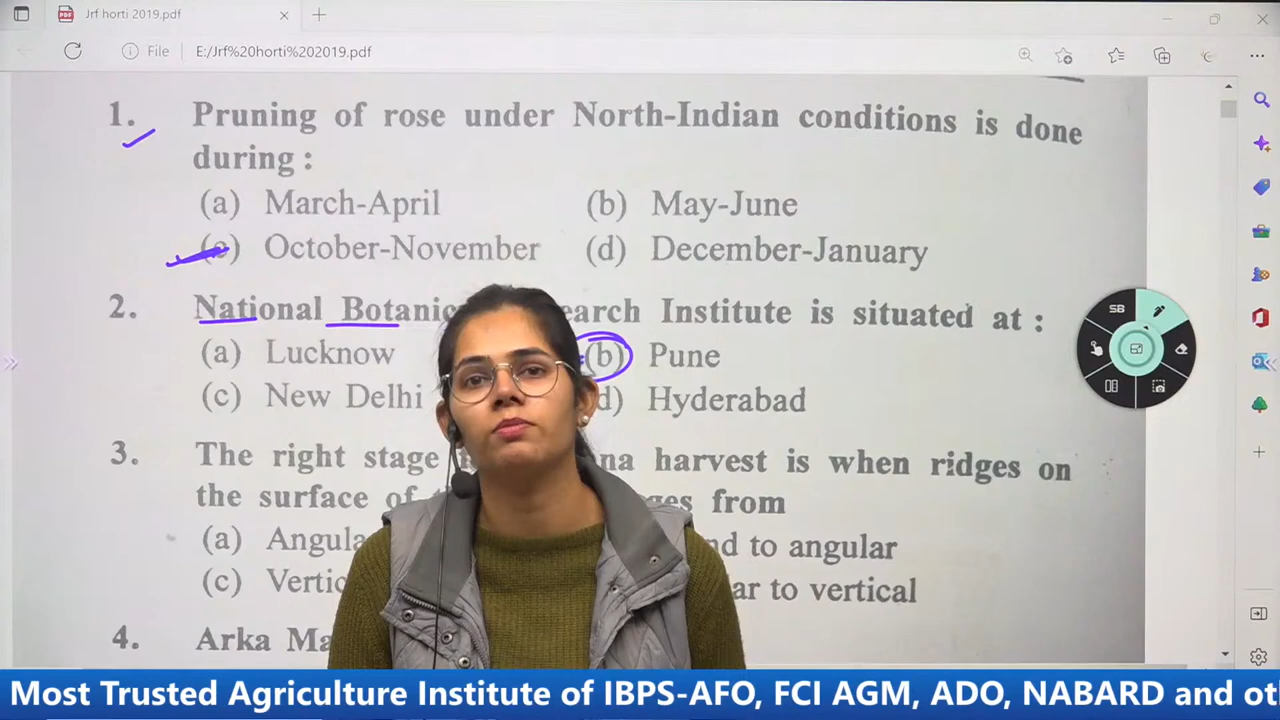 Jrf horti 2019.pdf
File E:/Jrf%20horti%202019.pdf
1. Pruning of rose under North-Indian conditions is done
during :
(a) March-April (b) May-June
(c) October-November (d) December-January
2. National Botanic earch Institute is situated at :
(a) Lucknow (b) Pune
(c) New Delhi d) Hyderabad
3. The right stage na harvest is when ridges on
the surface of ges from
(a) Angula nd to angular
(c) Vertic ar to vertical
4. Arka Ma
SB
Most Trusted Agriculture Institute of IBPS-AFO, FCI AGM, ADO, NABARD and ot